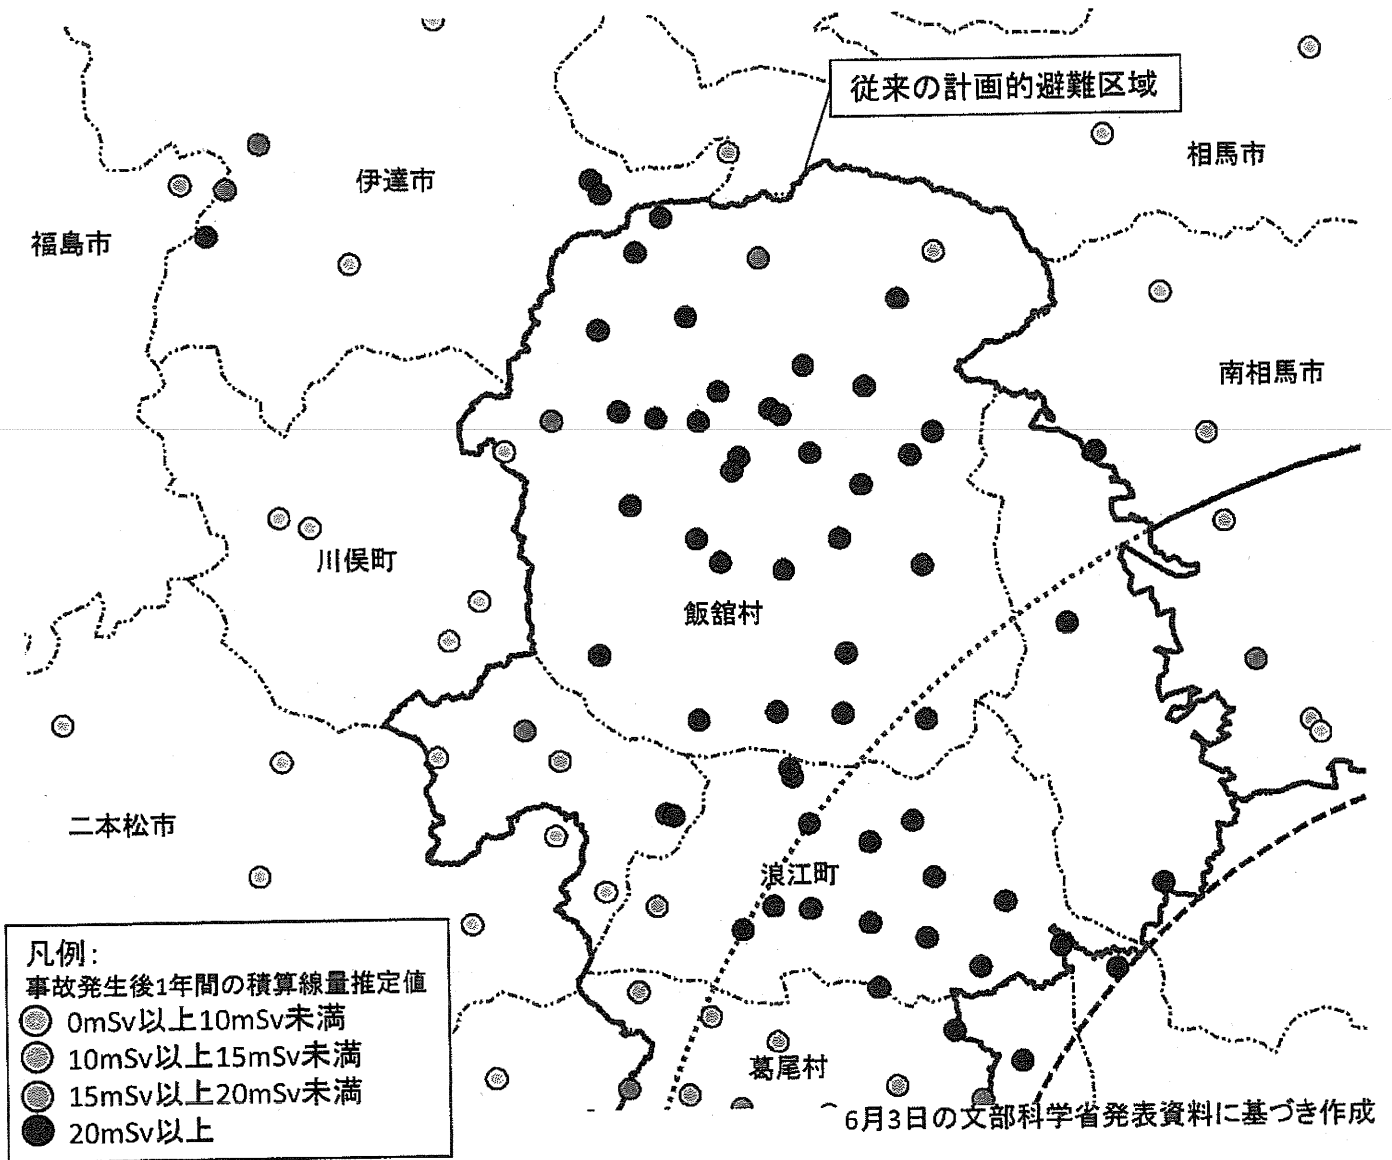 従来の計画的避難区域
相馬市
伊達市
福島市
南相馬市
川俣町
飯舘村
二本松市
浪江町
葛尾村
凡例:
事故発生後1年間の積算線量推定値
0mSv以上10mSv未満
10mSv以上15mSv未満
15mSv以上20mSv未満
20mSv以上
6月3日の文部科学省発表資料に基づき作成